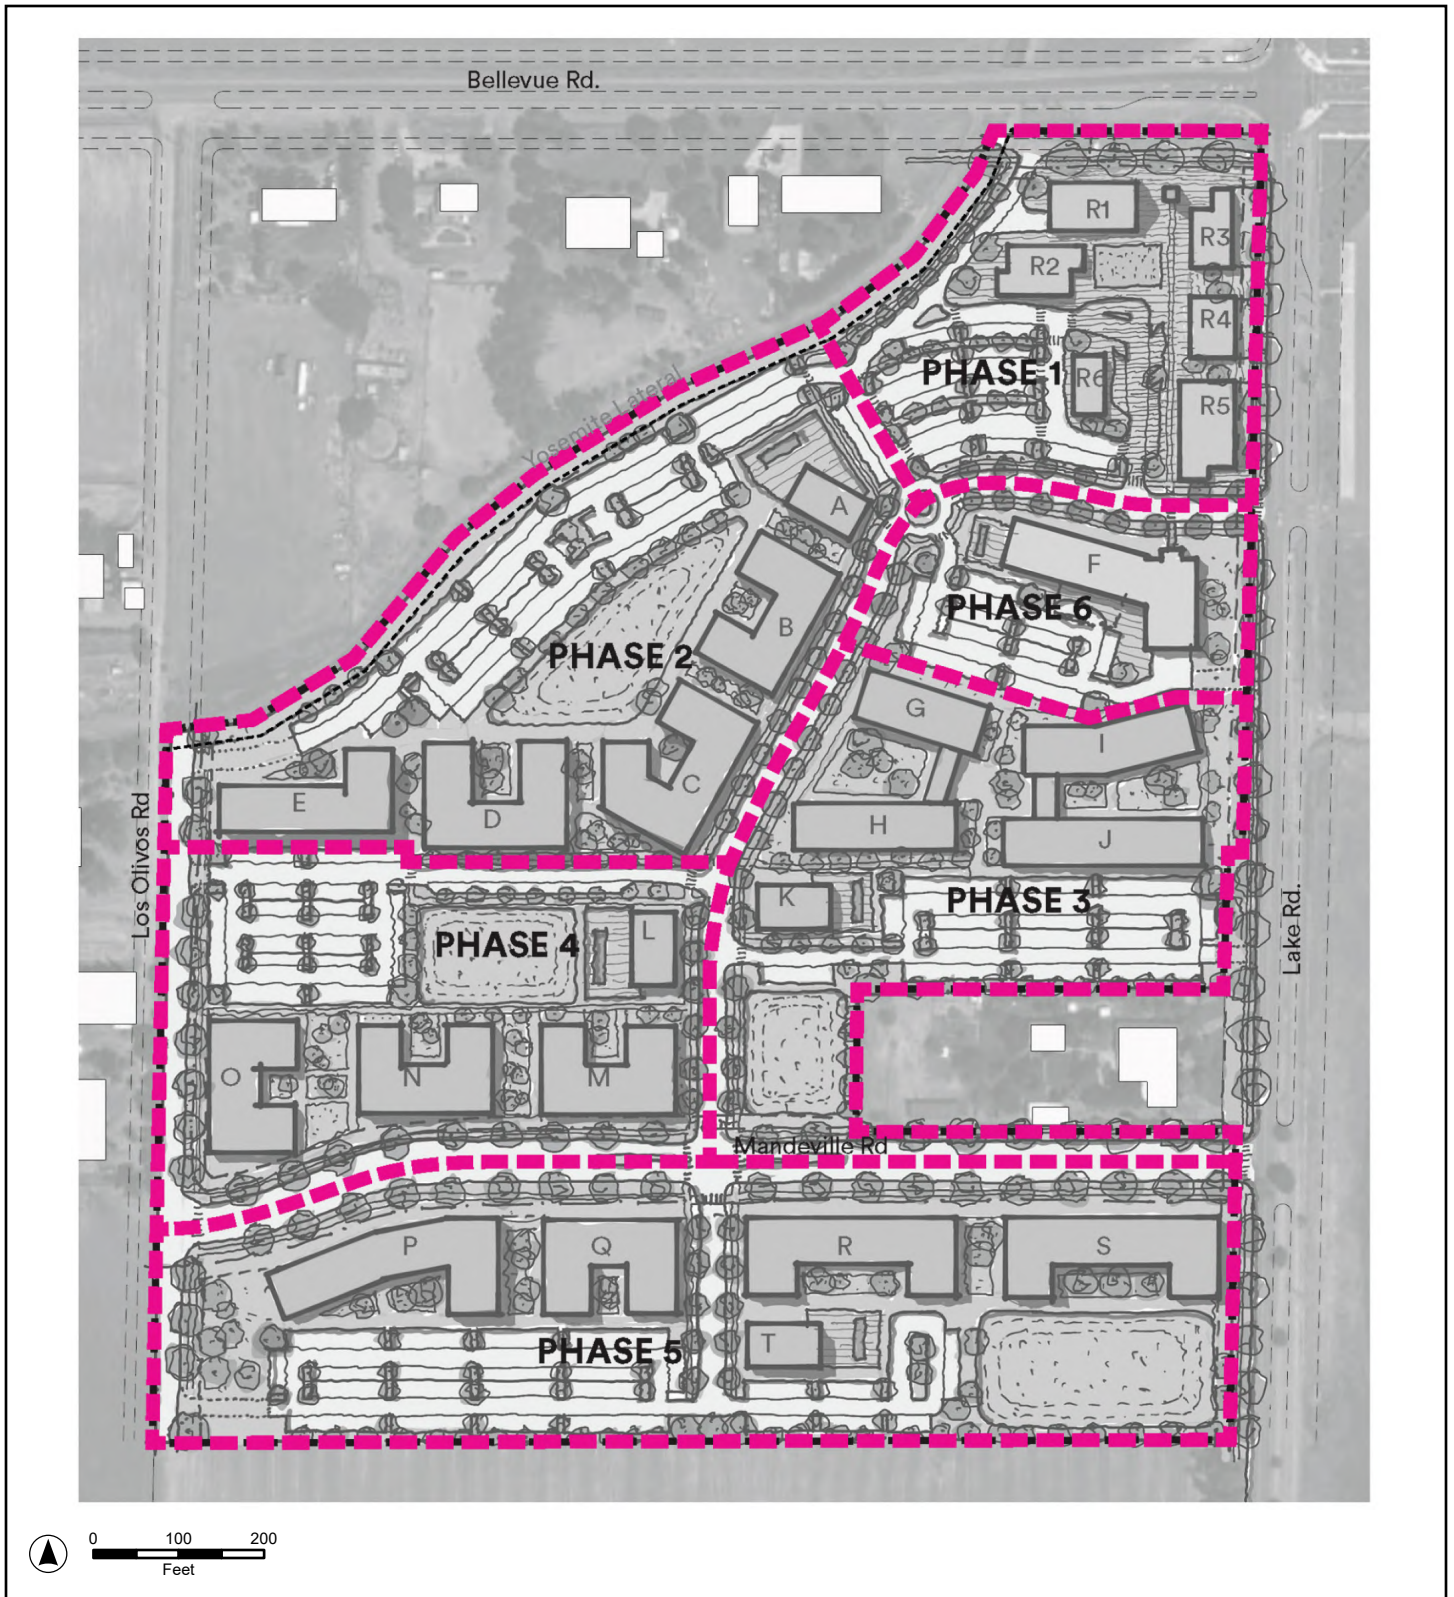 Bellevue Rd.
R1
R3
R2
R4
PHASE 1
R6
R5
Yosemite Lateral
A
F
PHASE 6
B
PHASE 2
G
I
C
E
D
H
J
Los Olivos Rd
K
PHASE 3
Lake Rd.
L
PHASE 4
O
N
M
Mandeville Rd
P
Q
R
S
T
PHASE 5
0 100 200
Feet